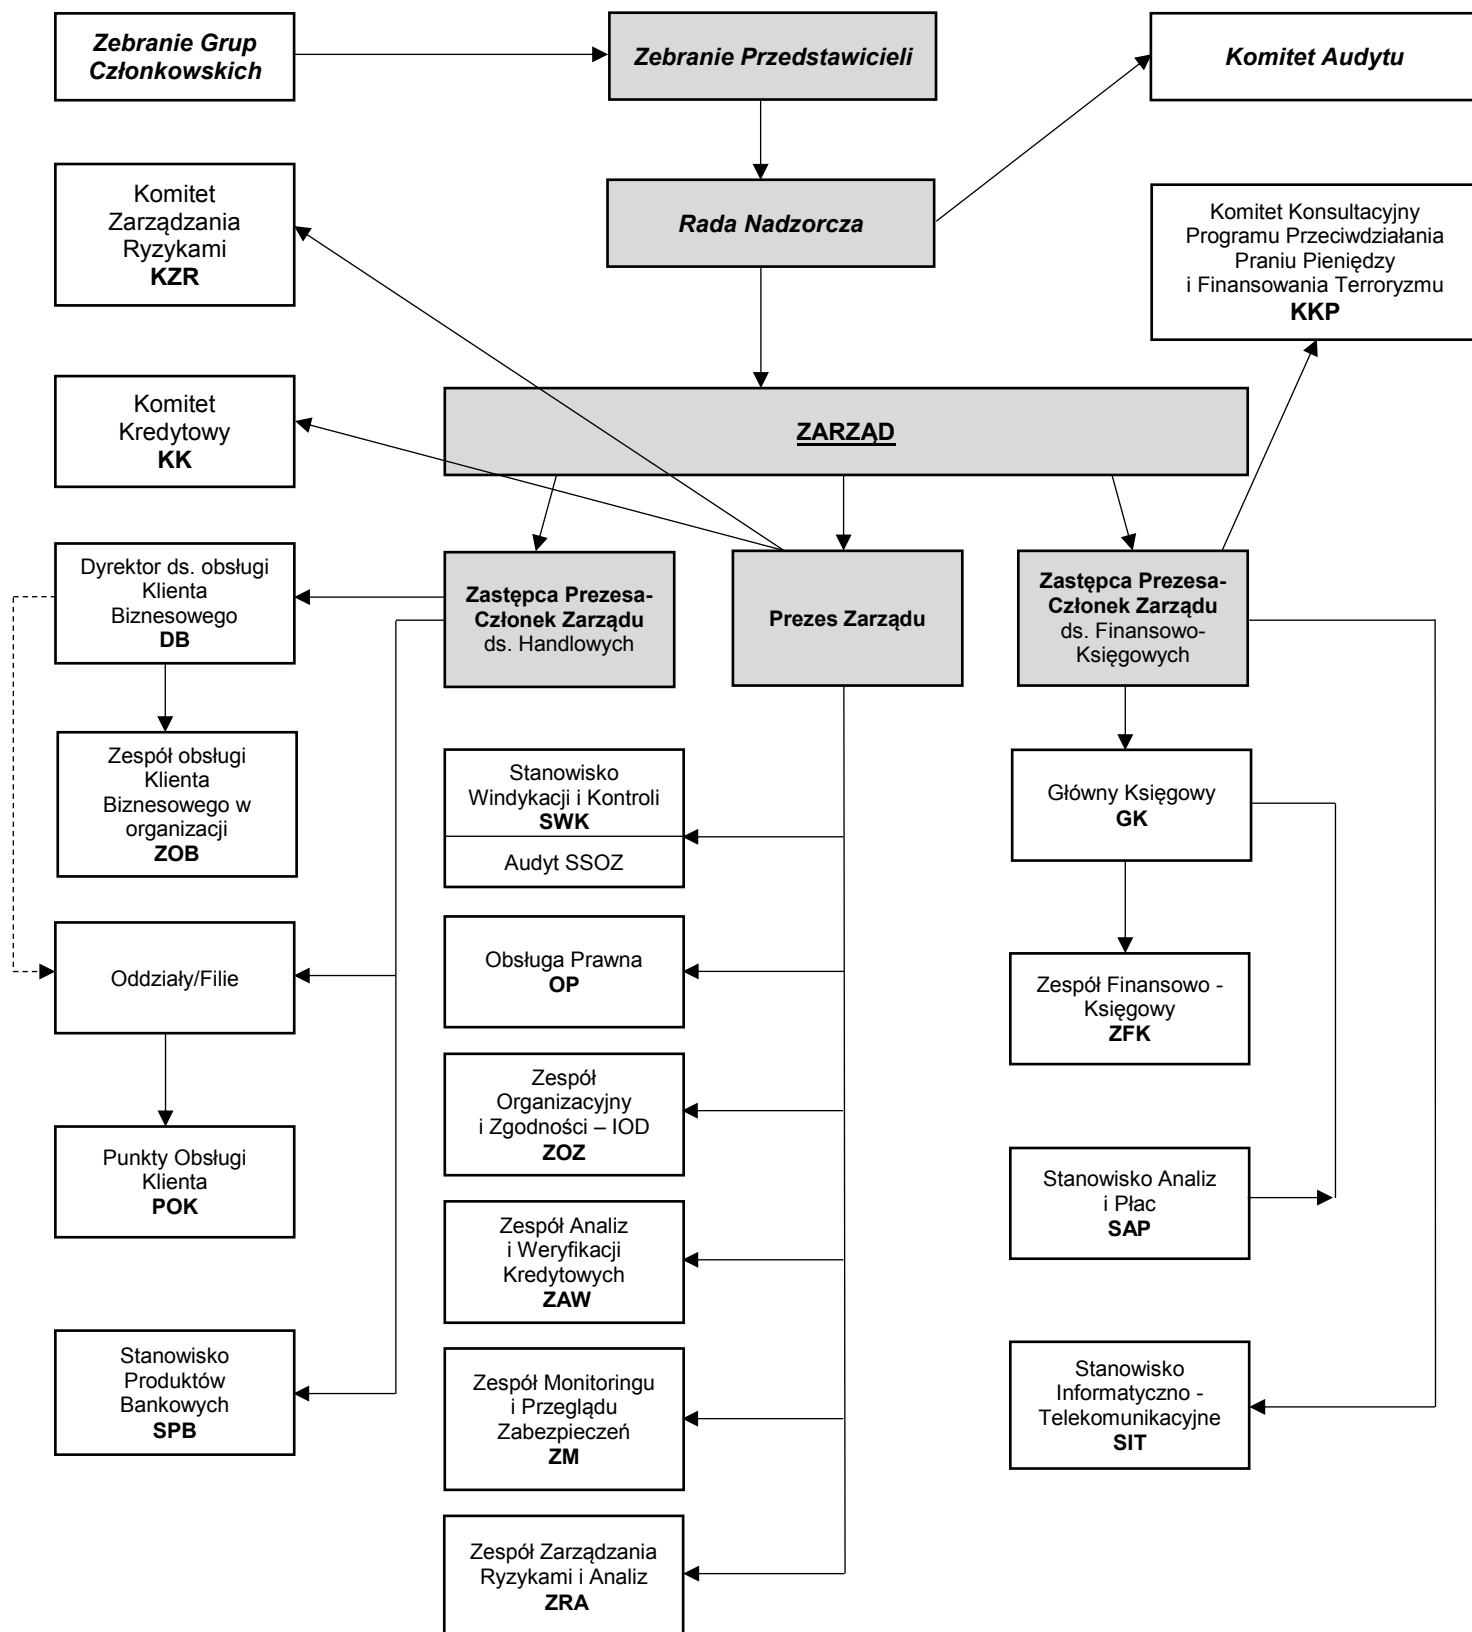 Zebranie Grup
Członkowskich
Zebranie Przedstawicieli
Komitet Audytu
Komitet
Zarządzania
Ryzykami
KZR
Rada Nadzorcza
Komitet Konsultacyjny
Programu Przeciwdziałania
Praniu Pieniędzy
i Finansowania Terroryzmu
KKP
Komitet
Kredytowy
KK
ZARZĄD
Dyrektor ds. obsługi
Klienta
Biznesowego
DB
Zastępca Prezesa-
Członek Zarządu
ds. Handlowych
Prezes Zarządu
Zastępca Prezesa-
Członek Zarządu
ds. Finansowo-
Księgowych
Zespół obsługi
Klienta
Biznesowego w
organizacji
ZOB
Stanowisko
Windykacji i Kontroli
SWK
Audyt SSOZ
Główny Księgowy
GK
Oddziały/Filie
Obsługa Prawna
OP
Zespół Finansowo -
Księgowy
ZFK
Zespół
Organizacyjny
i Zgodności – IOD
ZOZ
Punkty Obsługi
Klienta
POK
Stanowisko Analiz
i Płac
SAP
Zespół Analiz
i Weryfikacji
Kredytowych
ZAW
Stanowisko
Produktów
Bankowych
SPB
Zespół Monitoringu
i Przeglądu
Zabezpieczeń
ZM
Stanowisko
Informatyczno -
Telekomunikacyjne
SIT
Zespół Zarządzania
Ryzykami i Analiz
ZRA